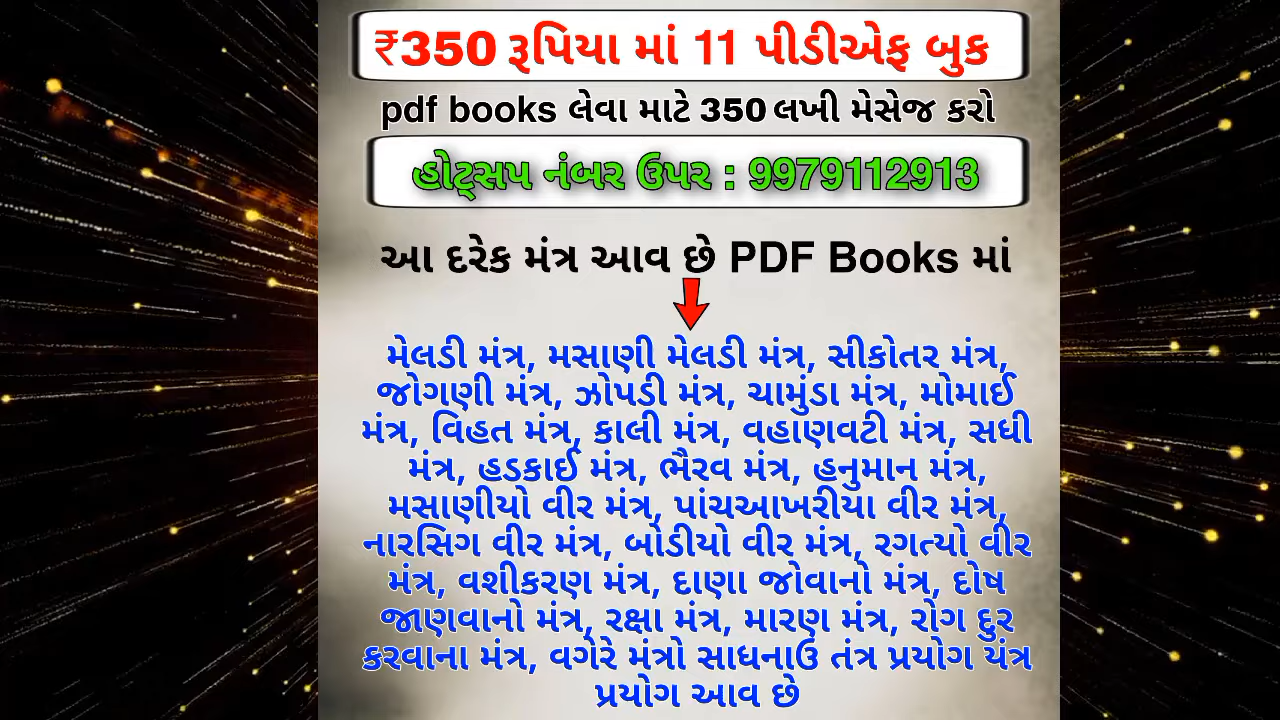 ₹350 રૂપિયા માં 11 પીડીએફ બુક
pdf books લેવા માટે 350 લખી મેસેજ કરો
હોટ્સપ નંબર ઉપર : 9979112913
આ દરેક મંત્ર આવ છે PDF Books માં
મેલડી મંત્ર, મસાણી મેલડી મંત્ર, સીકોતર મંત્ર,
જોગણી મંત્ર, ઝોપડી મંત્ર, ચામુંડા મંત્ર, મોમાઈ
મંત્ર, વિહત મંત્ર, કાલી મંત્ર, વહાણવટી મંત્ર, સધી
મંત્ર, હડકાઈ મંત્ર, ભૈરવ મંત્ર, હનુમાન મંત્ર,
મસાણીયો વીર મંત્ર, પાંચઆખરીયા વીર મંત્ર,
નારસિગ વીર મંત્ર, બોડીયો વીર મંત્ર, રગત્યો વીર
મંત્ર, વશીકરણ મંત્ર, દાણા જોવાનો મંત્ર, દોષ
જાણવાનો મંત્ર, રક્ષા મંત્ર, મારણ મંત્ર, રોગ દુર
કરવાના મંત્ર, વગેરે મંત્રો સાધનાઉ તંત્ર પ્રયોગ યંત્ર
પ્રયોગ આવ છે